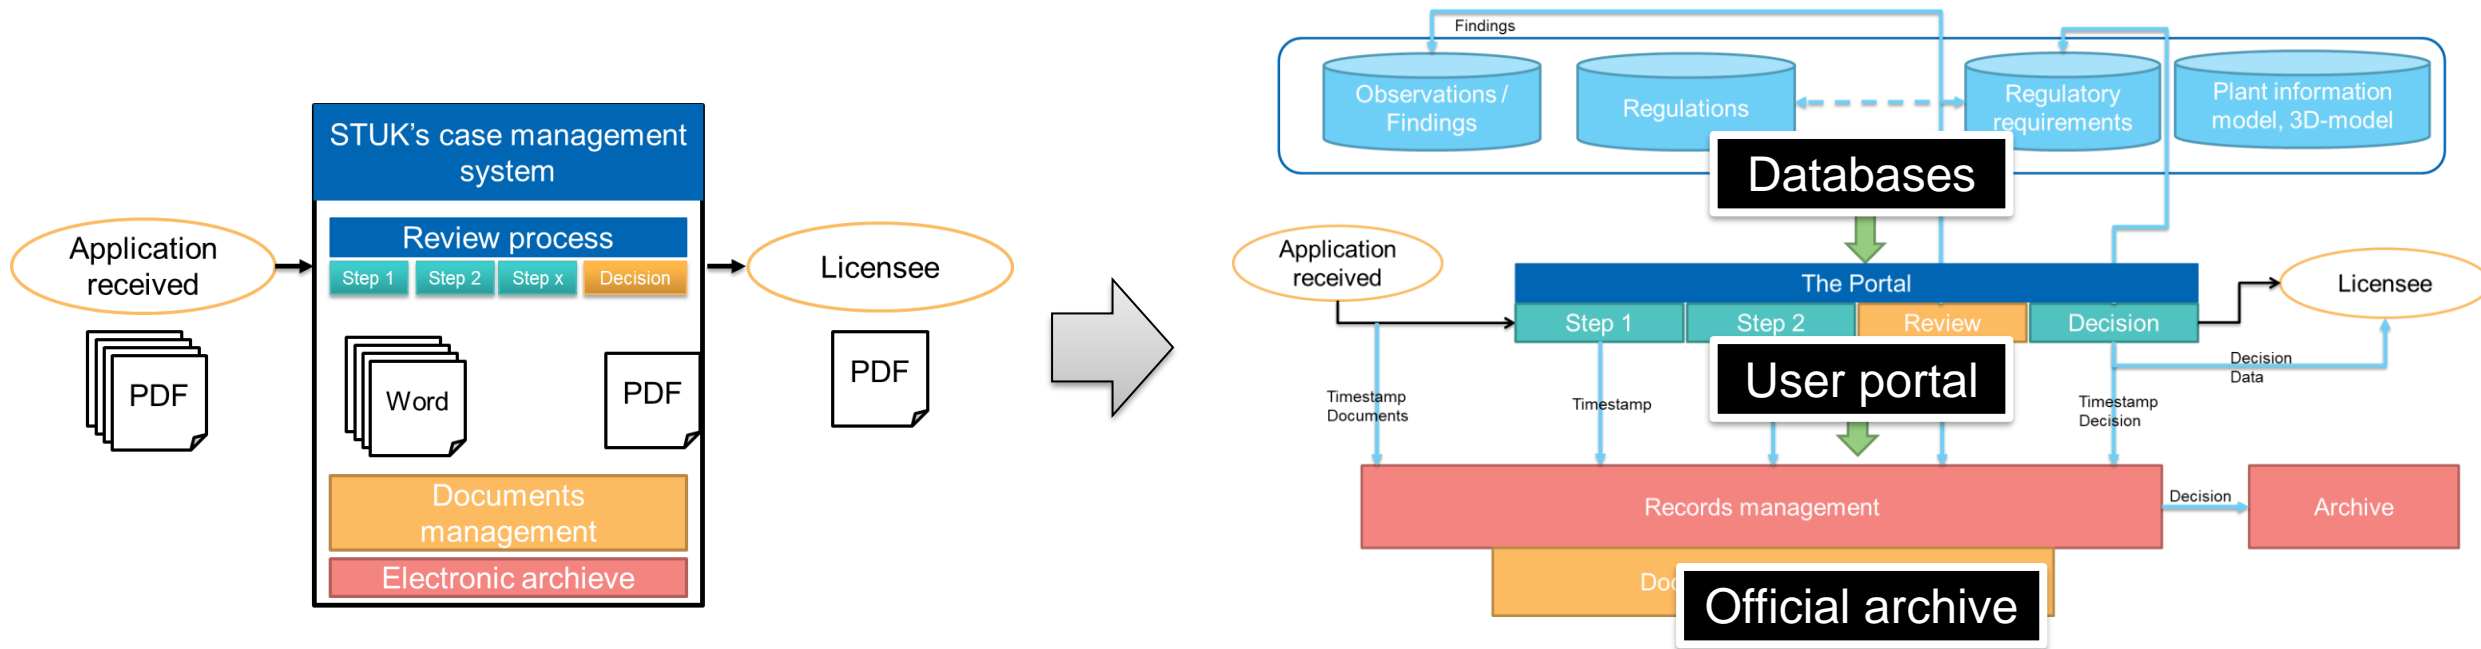 STUK's case management
system
Review process
Step 1
Step 2
Step x
Decision
Application
received
Licensee
PDF
Word
PDF
PDF
Documents
management
Electronic archieve
Findings
Observations /
Findings
Regulations
Regulatory
requirements
Plant information
model, 3D-model
Databases
Application
received
The Portal
Licensee
Step 1
Step 2
Review
Decision
User portal
Decision
Data
Timestamp
Documents
Timestamp
Timestamp
Decision
Records management
Decision
Archive
Official archive